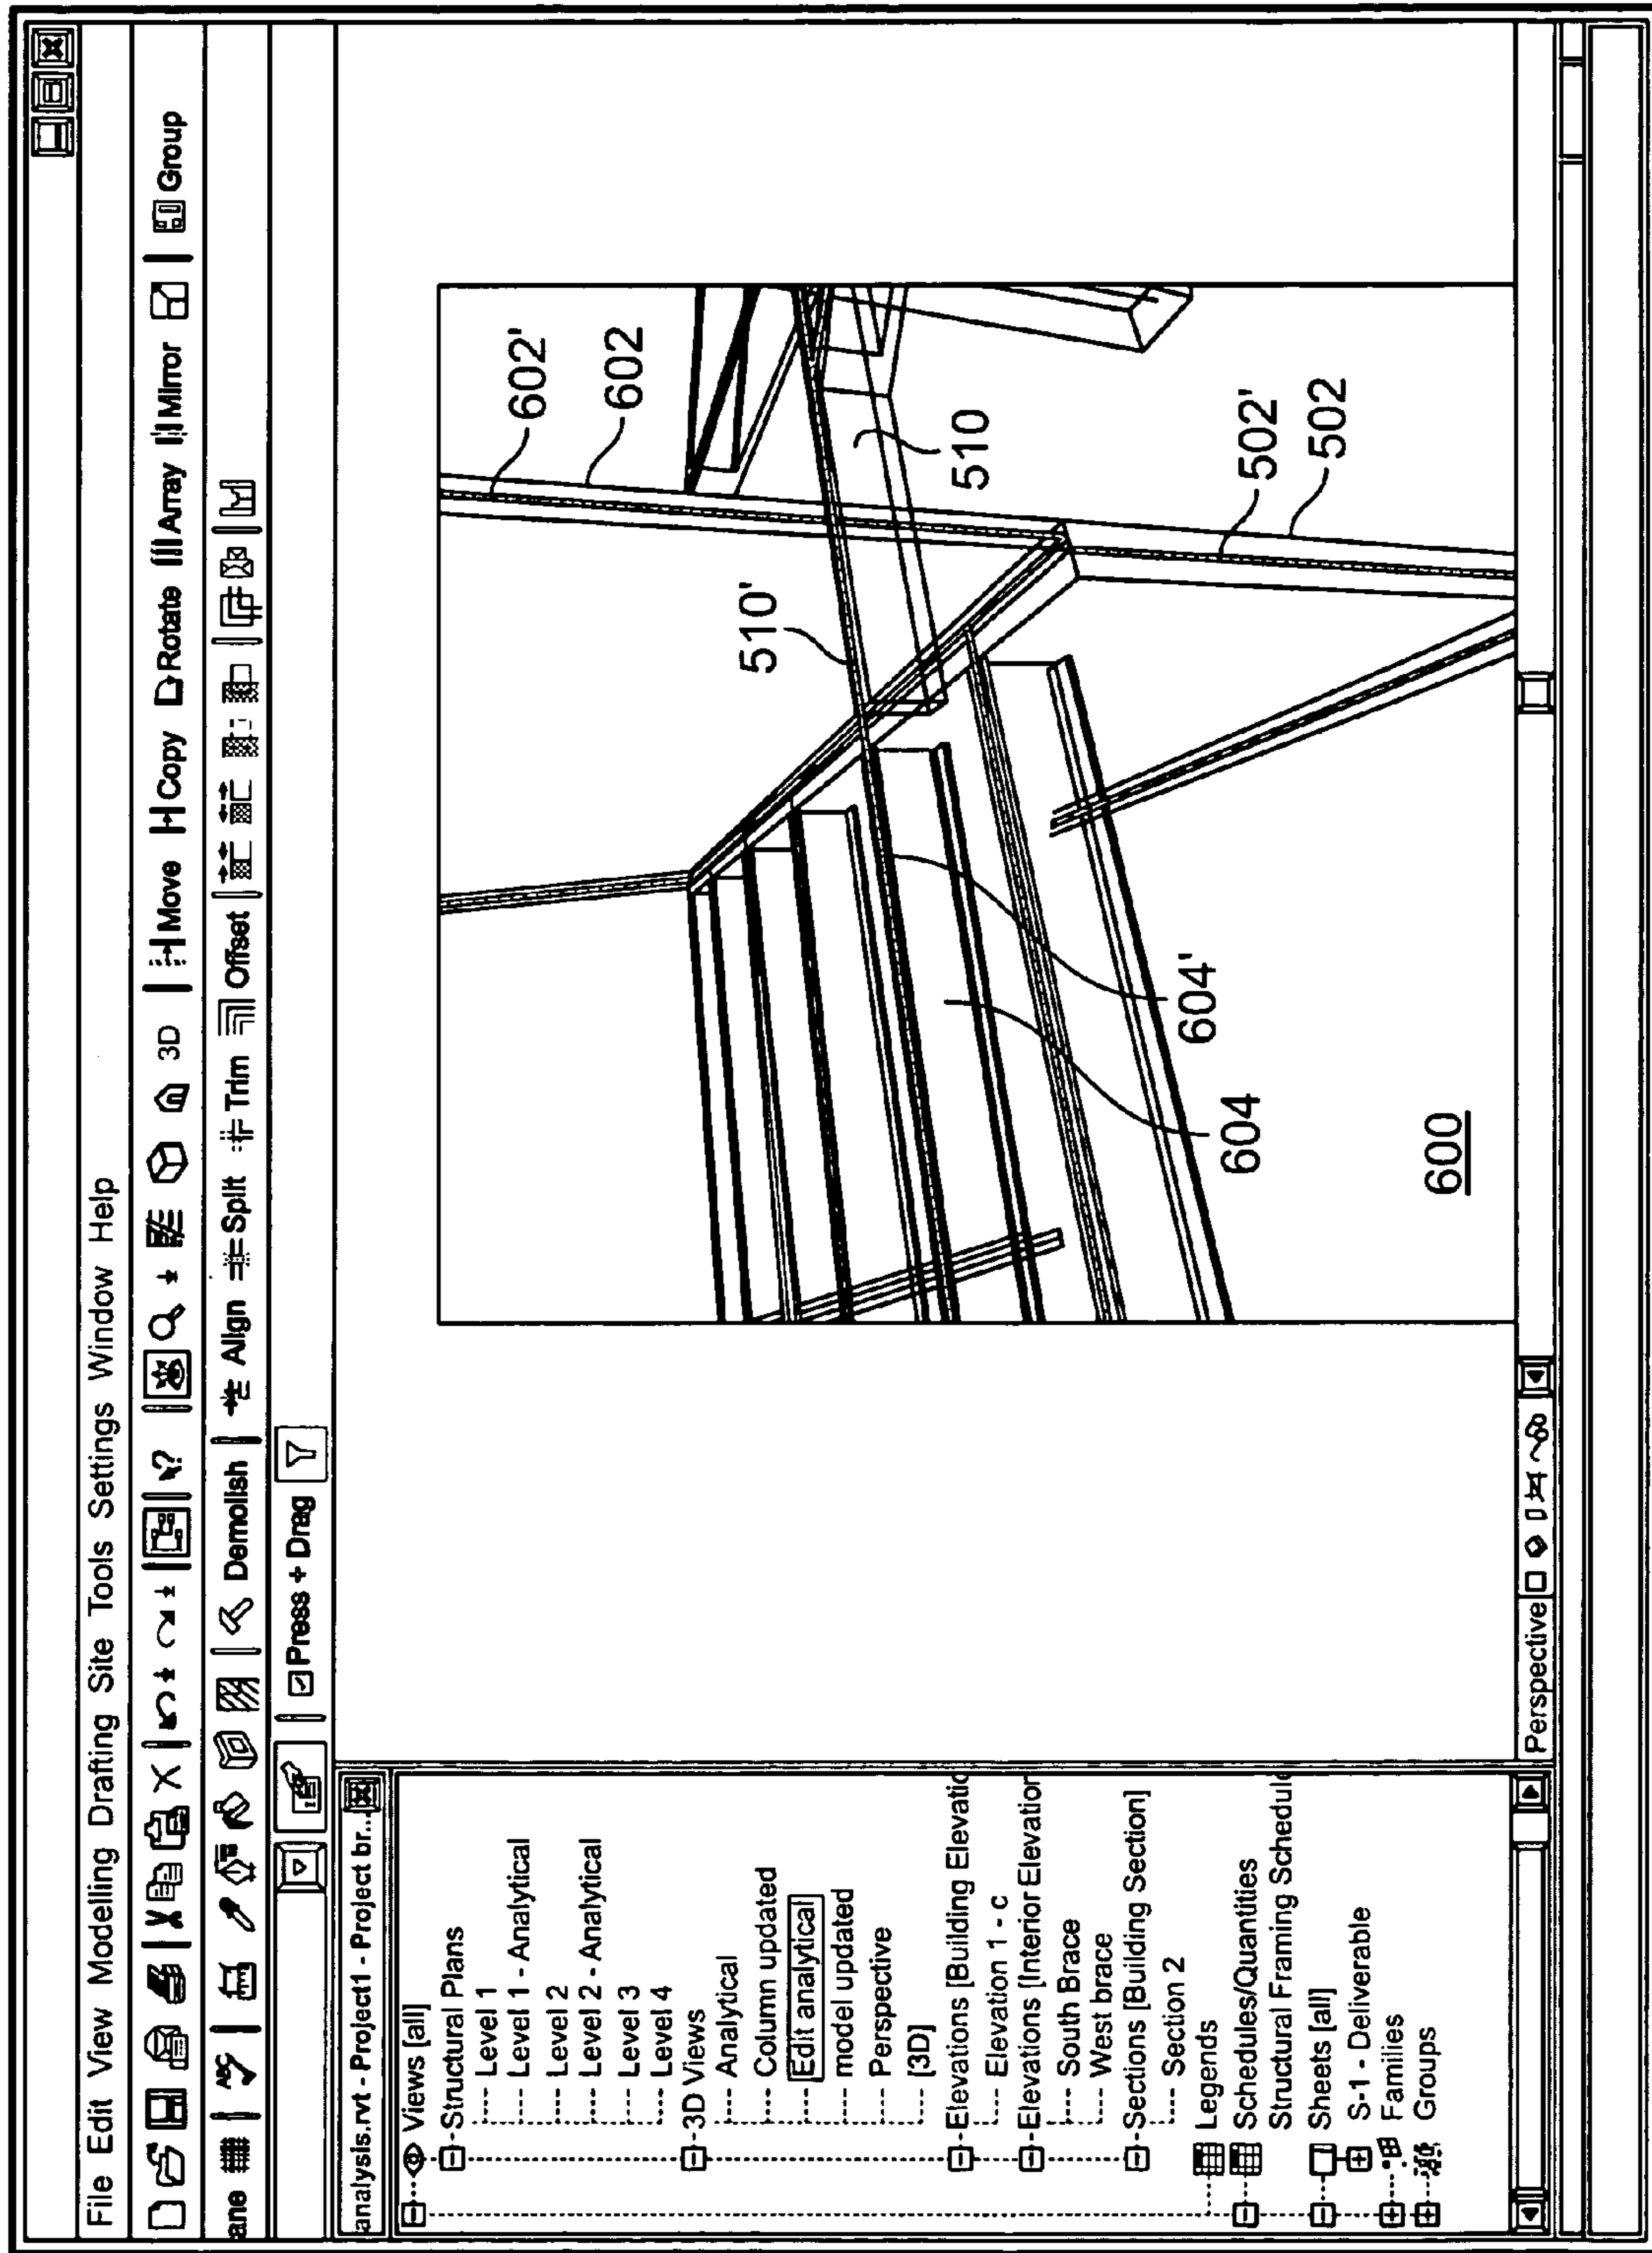 File Edit View Modelling Drafting Site Tools Settings Window Help
3D Move Copy Rotate Array Mirror Group
ane ABC Demolish Align Split Trim Offset
Press + Drag
analysis.rvt - Project1 - Project br...
Views [all]
Structural Plans
Level 1
Level 1 - Analytical
Level 2
Level 2 - Analytical
Level 3
Level 4
3D Views
Analytical
Column updated
Edit analytical
model updated
Perspective
[3D]
Elevations [Building Elevatic
Elevation 1 - c
Elevations [Interior Elevation
South Brace
West brace
Sections [Building Section]
Section 2
Legends
Schedules/Quantities
Structural Framing Schedule
Sheets [all]
S-1 - Deliverable
Families
Groups
602'
602
510'
510
502'
502
604'
604
600
Perspective